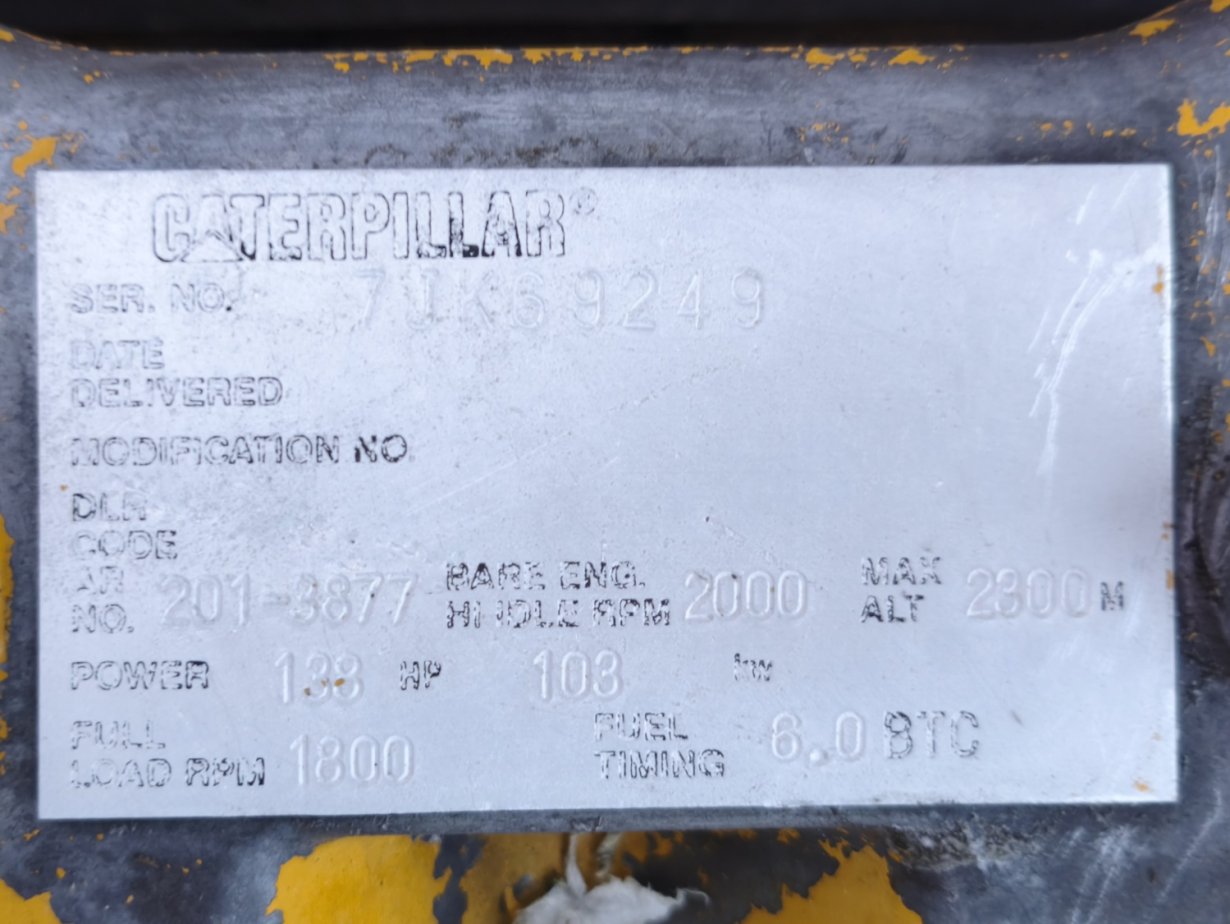 CATERPILLAR®
SER. NO. 7JK69249
DATE
DELIVERED
MODIFICATION NO.
DLR
CODE
AR BARE ENG. MAX
NO. 201-3877 HI IDLE RPM 2000 ALT 2300 M
POWER 138 HP 103 kw
FULL FUEL
LOAD RPM 1800 TIMING 6.0 BTC